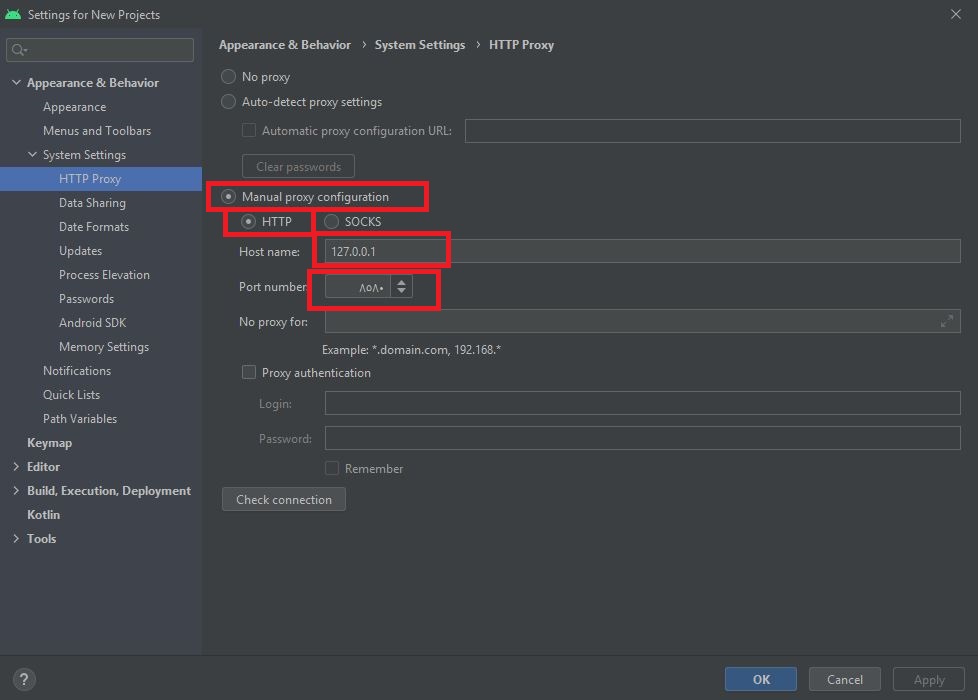 Settings for New Projects
Appearance & Behavior
Appearance
Menus and Toolbars
System Settings
HTTP Proxy
Data Sharing
Date Formats
Updates
Process Elevation
Passwords
Android SDK
Memory Settings
Notifications
Quick Lists
Path Variables
Keymap
Editor
Build, Execution, Deployment
Kotlin
Tools
Appearance & Behavior › System Settings › HTTP Proxy
No proxy
Auto-detect proxy settings
Automatic proxy configuration URL:
Clear passwords
Manual proxy configuration
HTTP SOCKS
Host name: 127.0.0.1
Port number ٨٥٨٠
No proxy for:
Example: *.domain.com, 192.168.*
Proxy authentication
Login:
Password:
Remember
Check connection
? OK Cancel Apply